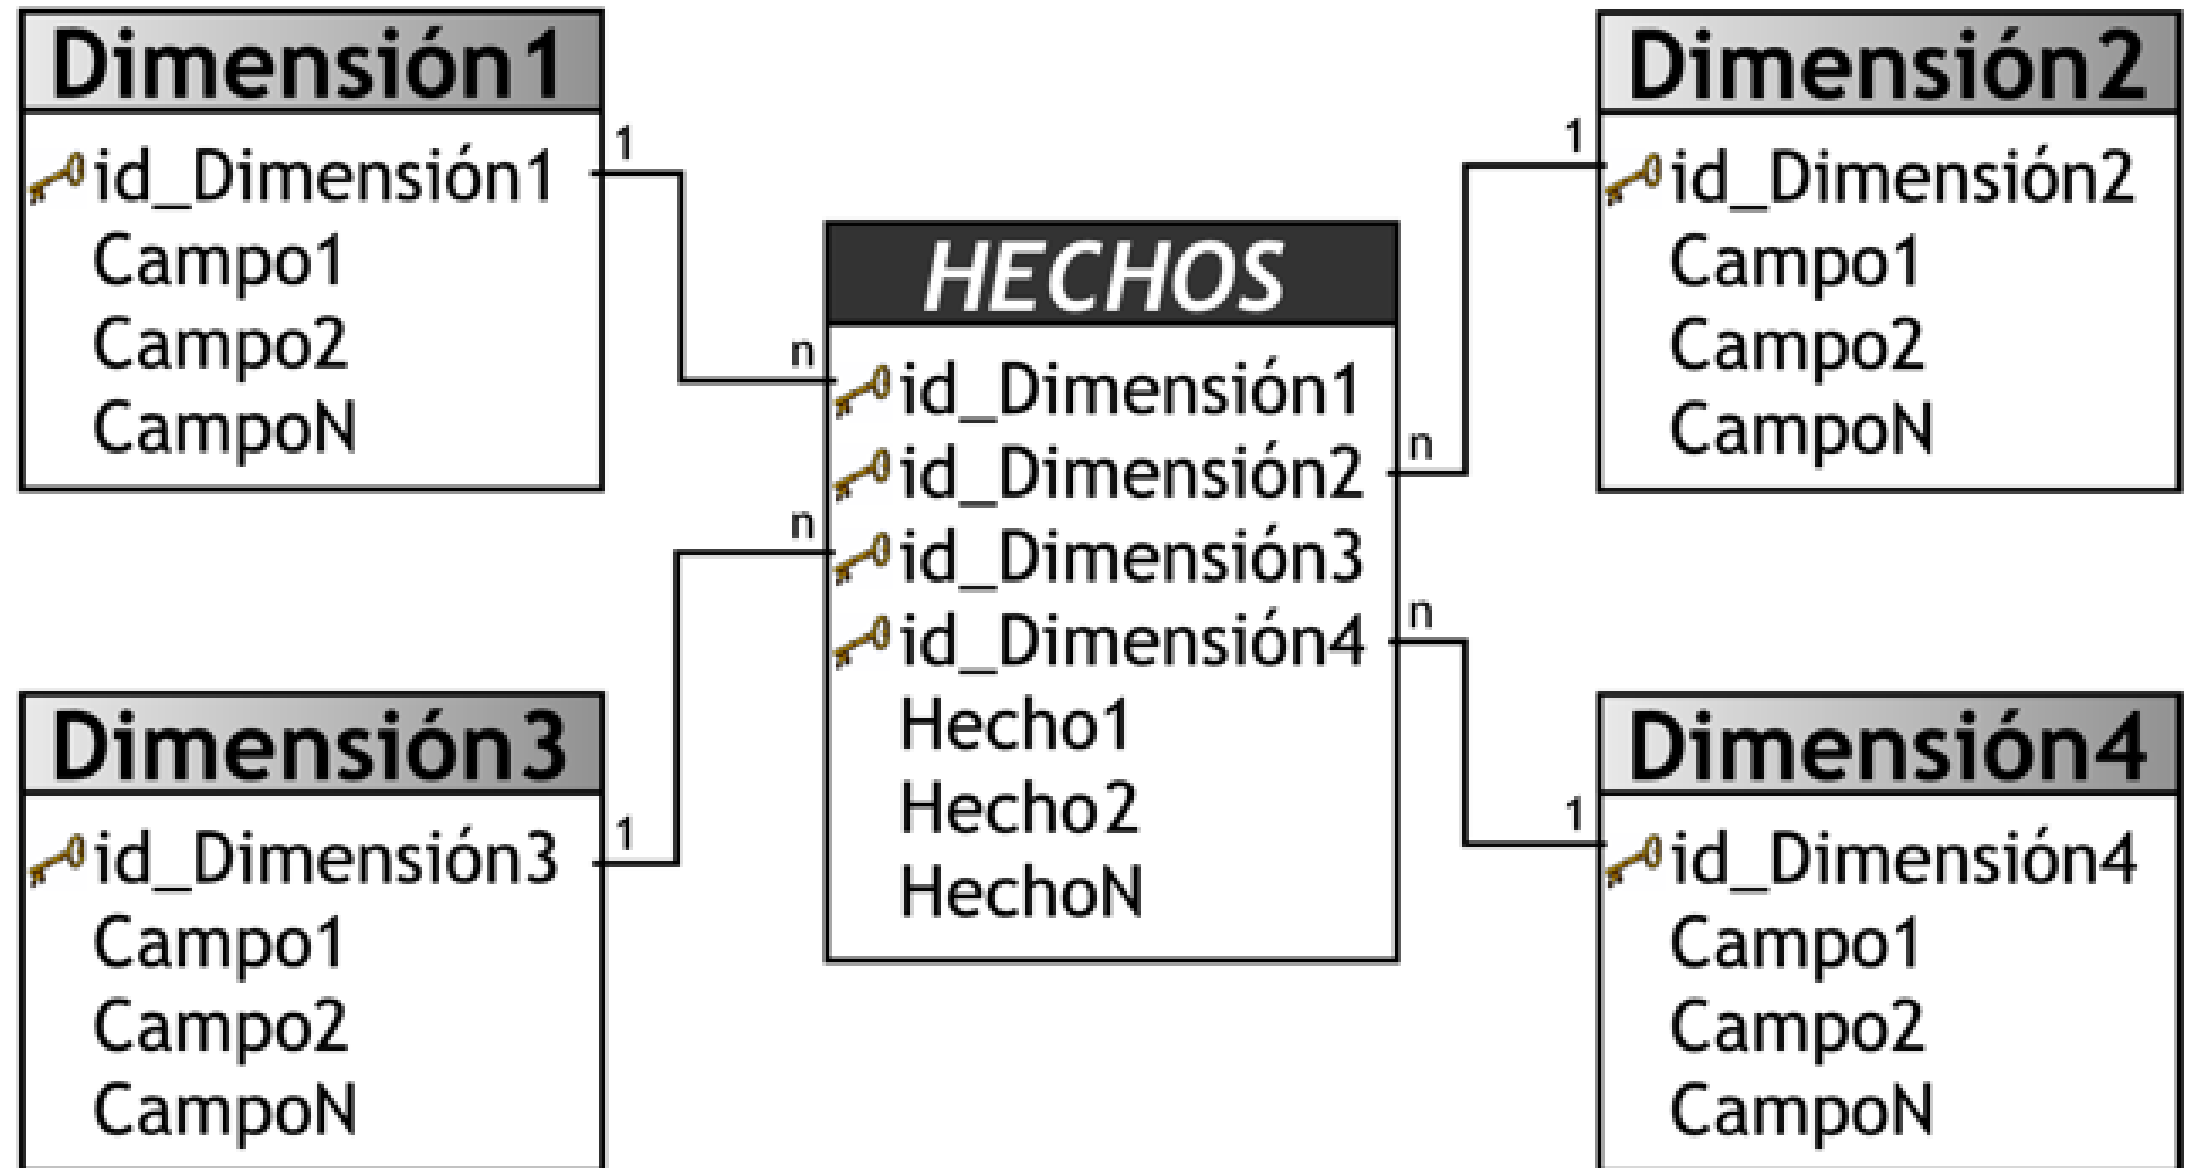 Dimensión1
id_Dimensión1
Campo1
Campo2
CampoN
1
Dimensión2
id_Dimensión2
Campo1
Campo2
CampoN
1
HECHOS
n
id_Dimensión1
id_Dimensión2
n
n
id_Dimensión3
id_Dimensión4
n
Hecho1
Hecho2
HechoN
Dimensión3
id_Dimensión3
Campo1
Campo2
CampoN
1
Dimensión4
1
id_Dimensión4
Campo1
Campo2
CampoN